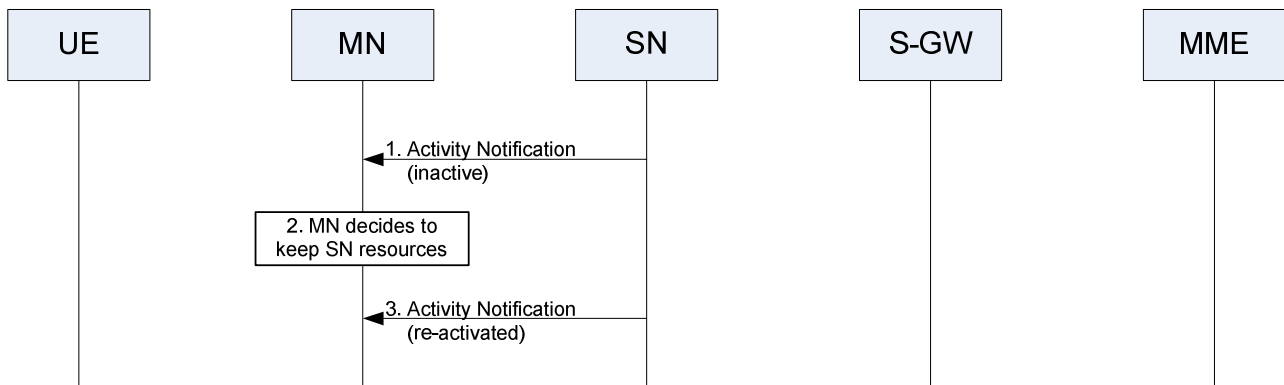 UE
MN
SN
S-GW
MME
1. Activity Notification
(inactive)
2. MN decides to
keep SN resources
3. Activity Notification
(re-activated)